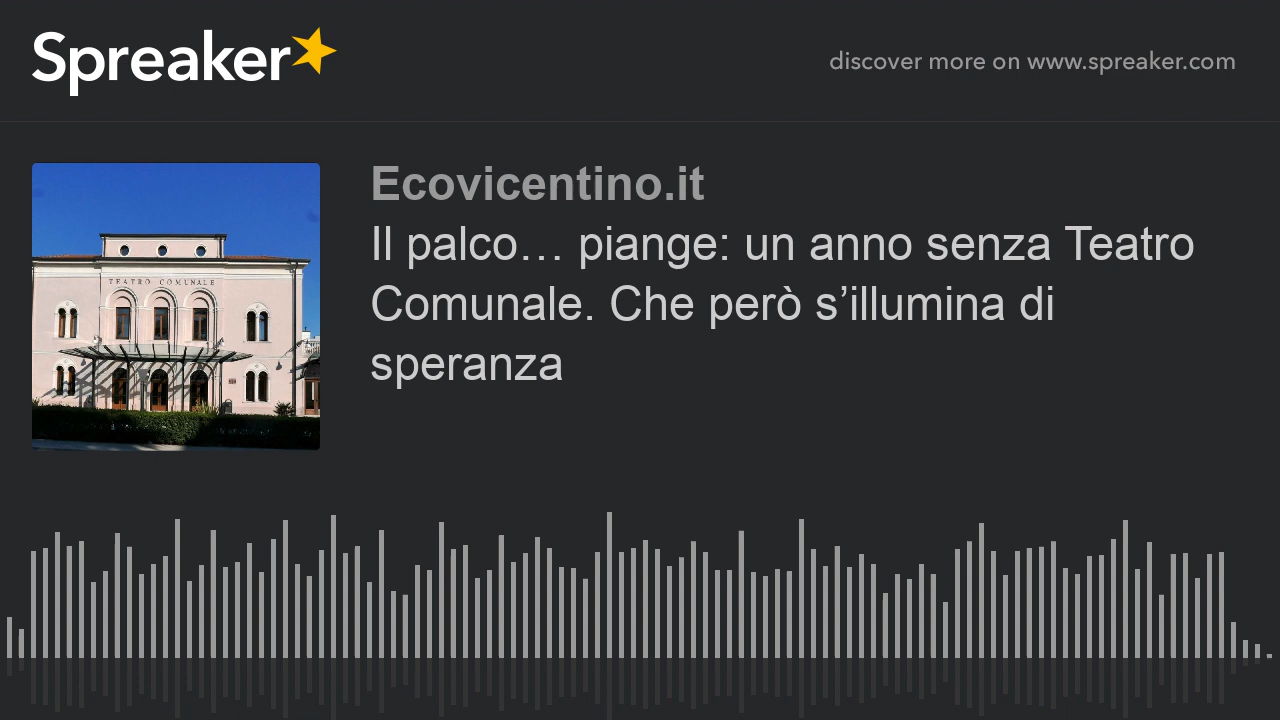 Spreaker
discover more on www.spreaker.com
Ecovicentino.it
Il palco… piange: un anno senza Teatro
Comunale. Che però s’illumina di
speranza
TEATRO COMUNALE